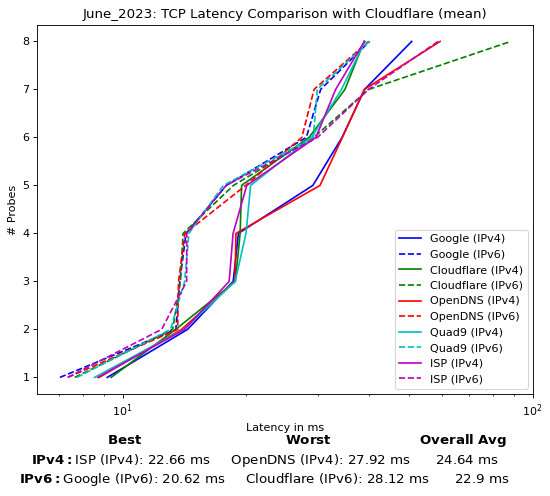 June_2023: TCP Latency Comparison with Cloudflare (mean)
8
7
6
5
4
3
2
1
# Probes
Google (IPv4)
Google (IPv6)
Cloudflare (IPv4)
Cloudflare (IPv6)
OpenDNS (IPv4)
OpenDNS (IPv6)
Quad9 (IPv4)
Quad9 (IPv6)
ISP (IPv4)
ISP (IPv6)
10¹ 10²
Latency in ms
Best Worst Overall Avg
IPv4: ISP (IPv4): 22.66 ms OpenDNS (IPv4): 27.92 ms 24.64 ms
IPv6: Google (IPv6): 20.62 ms Cloudflare (IPv6): 28.12 ms 22.9 ms